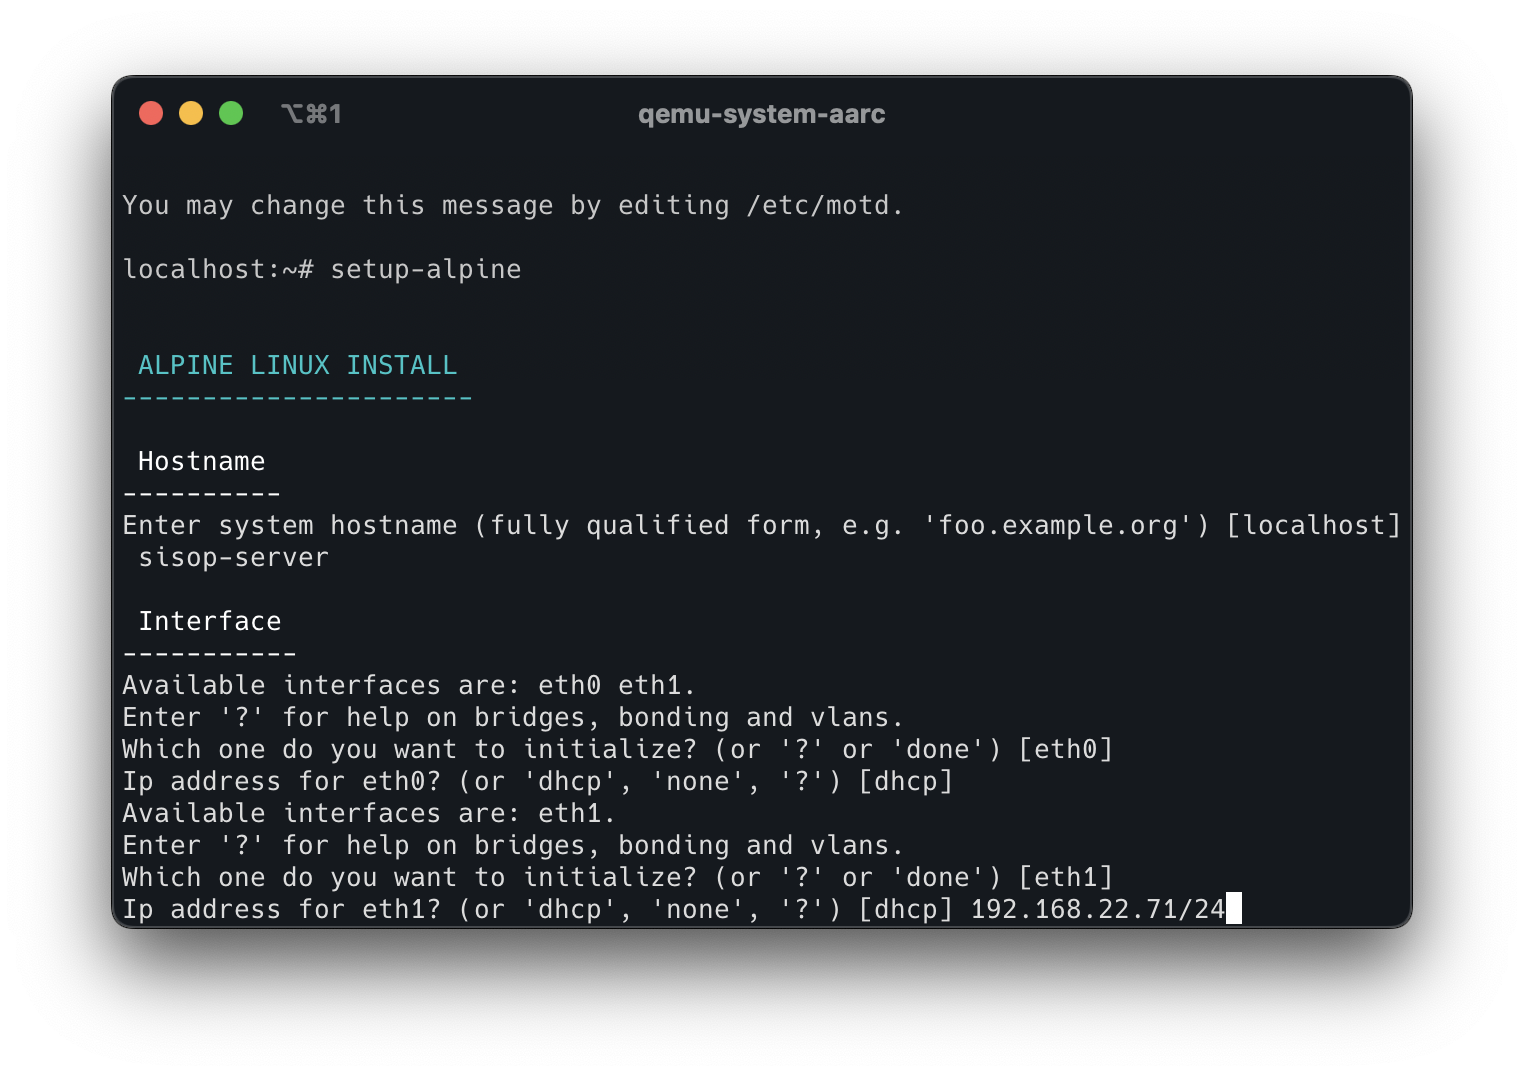 ⌥⌘1 qemu-system-aarc
You may change this message by editing /etc/motd.
localhost:~# setup-alpine
ALPINE LINUX INSTALL
----------------------
Hostname
----------
Enter system hostname (fully qualified form, e.g. 'foo.example.org') [localhost]
sisop-server
Interface
-----------
Available interfaces are: eth0 eth1.
Enter '?' for help on bridges, bonding and vlans.
Which one do you want to initialize? (or '?' or 'done') [eth0]
Ip address for eth0? (or 'dhcp', 'none', '?') [dhcp]
Available interfaces are: eth1.
Enter '?' for help on bridges, bonding and vlans.
Which one do you want to initialize? (or '?' or 'done') [eth1]
Ip address for eth1? (or 'dhcp', 'none', '?') [dhcp] 192.168.22.71/24